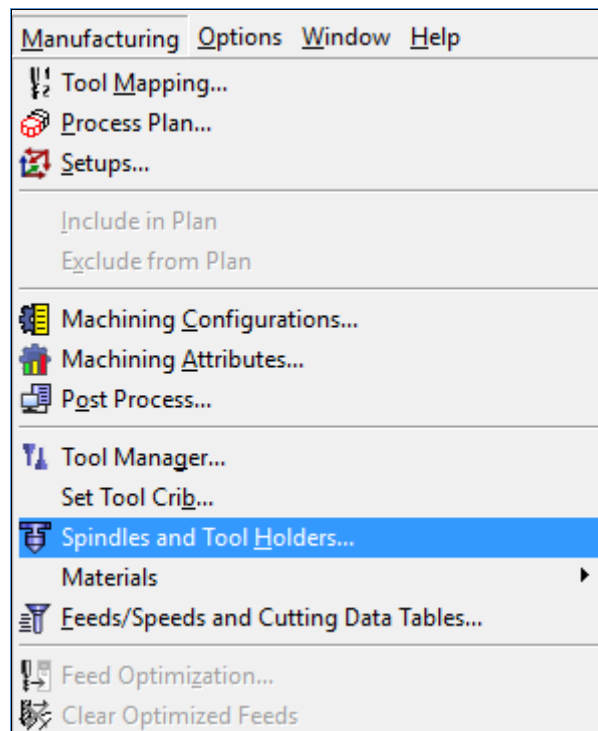 Manufacturing Options Window Help
Tool Mapping...
Process Plan...
Setups...
Include in Plan
Exclude from Plan
Machining Configurations...
Machining Attributes...
Post Process...
Tool Manager...
Set Tool Crib...
Spindles and Tool Holders...
Materials
Feeds/Speeds and Cutting Data Tables...
Feed Optimization...
Clear Optimized Feeds